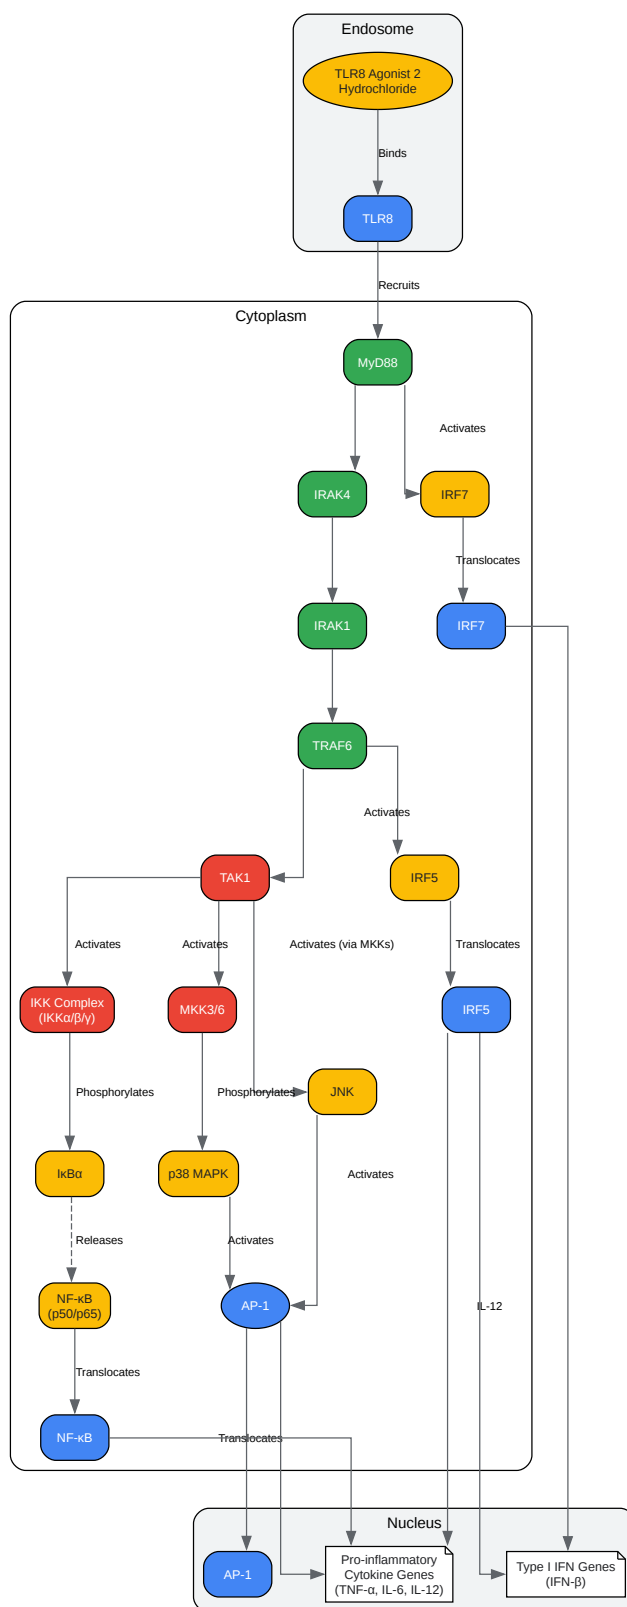 Endosome
TLR8 Agonist 2
Hydrochloride
Binds
TLR8
Recruits
Cytoplasm
MyD88
Activates
IRAK4
IRF7
Translocates
IRAK1
IRF7
TRAF6
Activates
TAK1
IRF5
Activates
Activates
Activates (via MKKs)
Translocates
IKK Complex
(IKKα/β/γ)
MKK3/6
IRF5
Phosphorylates
Phosphorylates
JNK
IκBα
p38 MAPK
Activates
Releases
Activates
NF-κB
(p50/p65)
AP-1
IL-12
Translocates
NF-κB
Translocates
Nucleus
AP-1
Pro-inflammatory
Cytokine Genes
(TNF-α, IL-6, IL-12)
Type I IFN Genes
(IFN-β)